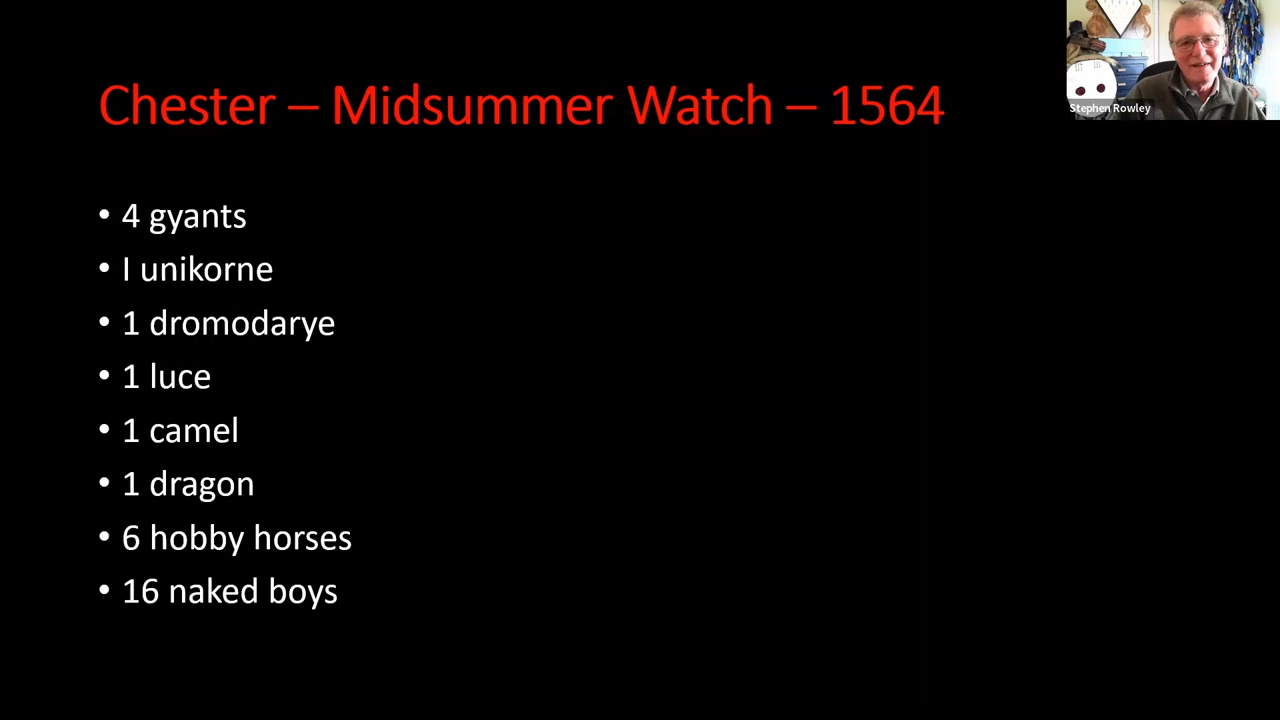 Chester – Midsummer Watch – 1564
Stephen Rowley
• 4 gyants
• I unikorne
• 1 dromodarye
• 1 luce
• 1 camel
• 1 dragon
• 6 hobby horses
• 16 naked boys